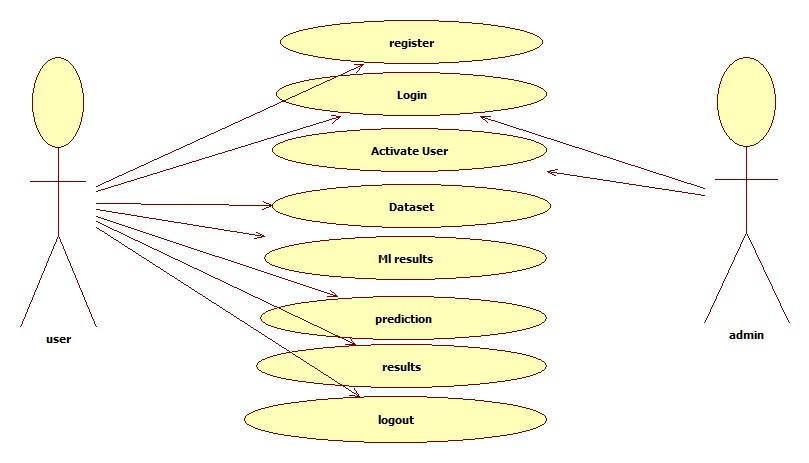 register
Login
Activate User
Dataset
Ml results
prediction
results
logout
user
admin